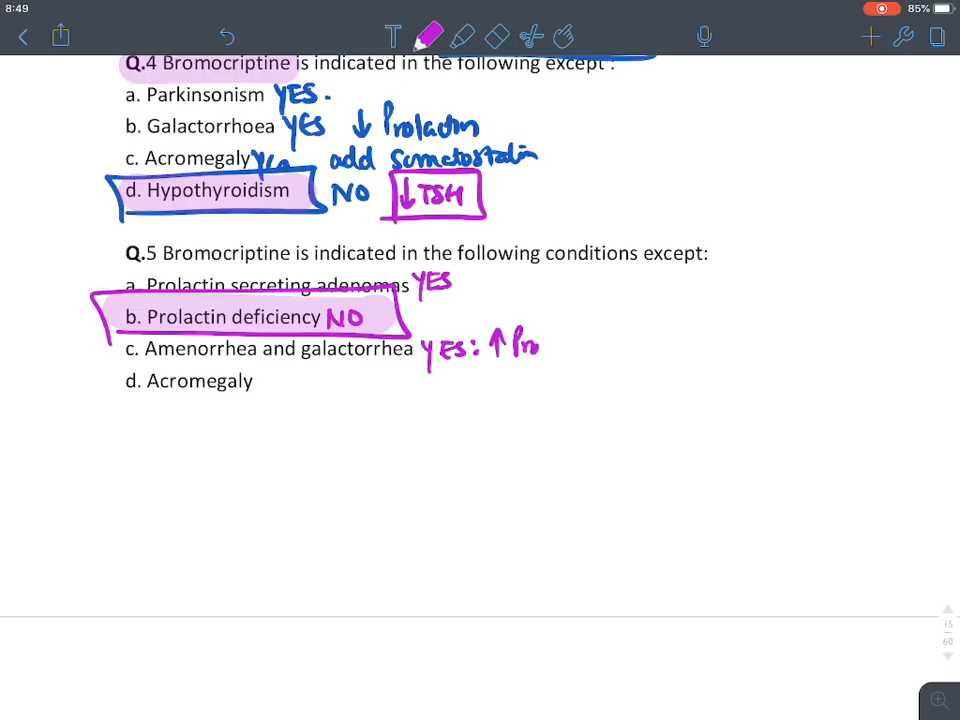 8:49
85%
T
Q.4 Bromocriptine is indicated in the following except :
a. Parkinsonism YES.
b. Galactorrhoea YES ↓ Prolactin
c. Acromegaly Yes add somatostatin
d. Hypothyroidism NO ↓ TSH
Q.5 Bromocriptine is indicated in the following conditions except:
a. Prolactin secreting adenomas YES
b. Prolactin deficiency NO
c. Amenorrhea and galactorrhea YES: ↑ Pro
d. Acromegaly
15
60